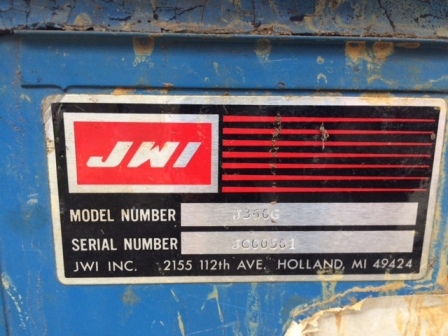 JWI
MODEL NUMBER
SERIAL NUMBER
JWI INC. 2155 112th AVE. HOLLAND, MI 49424